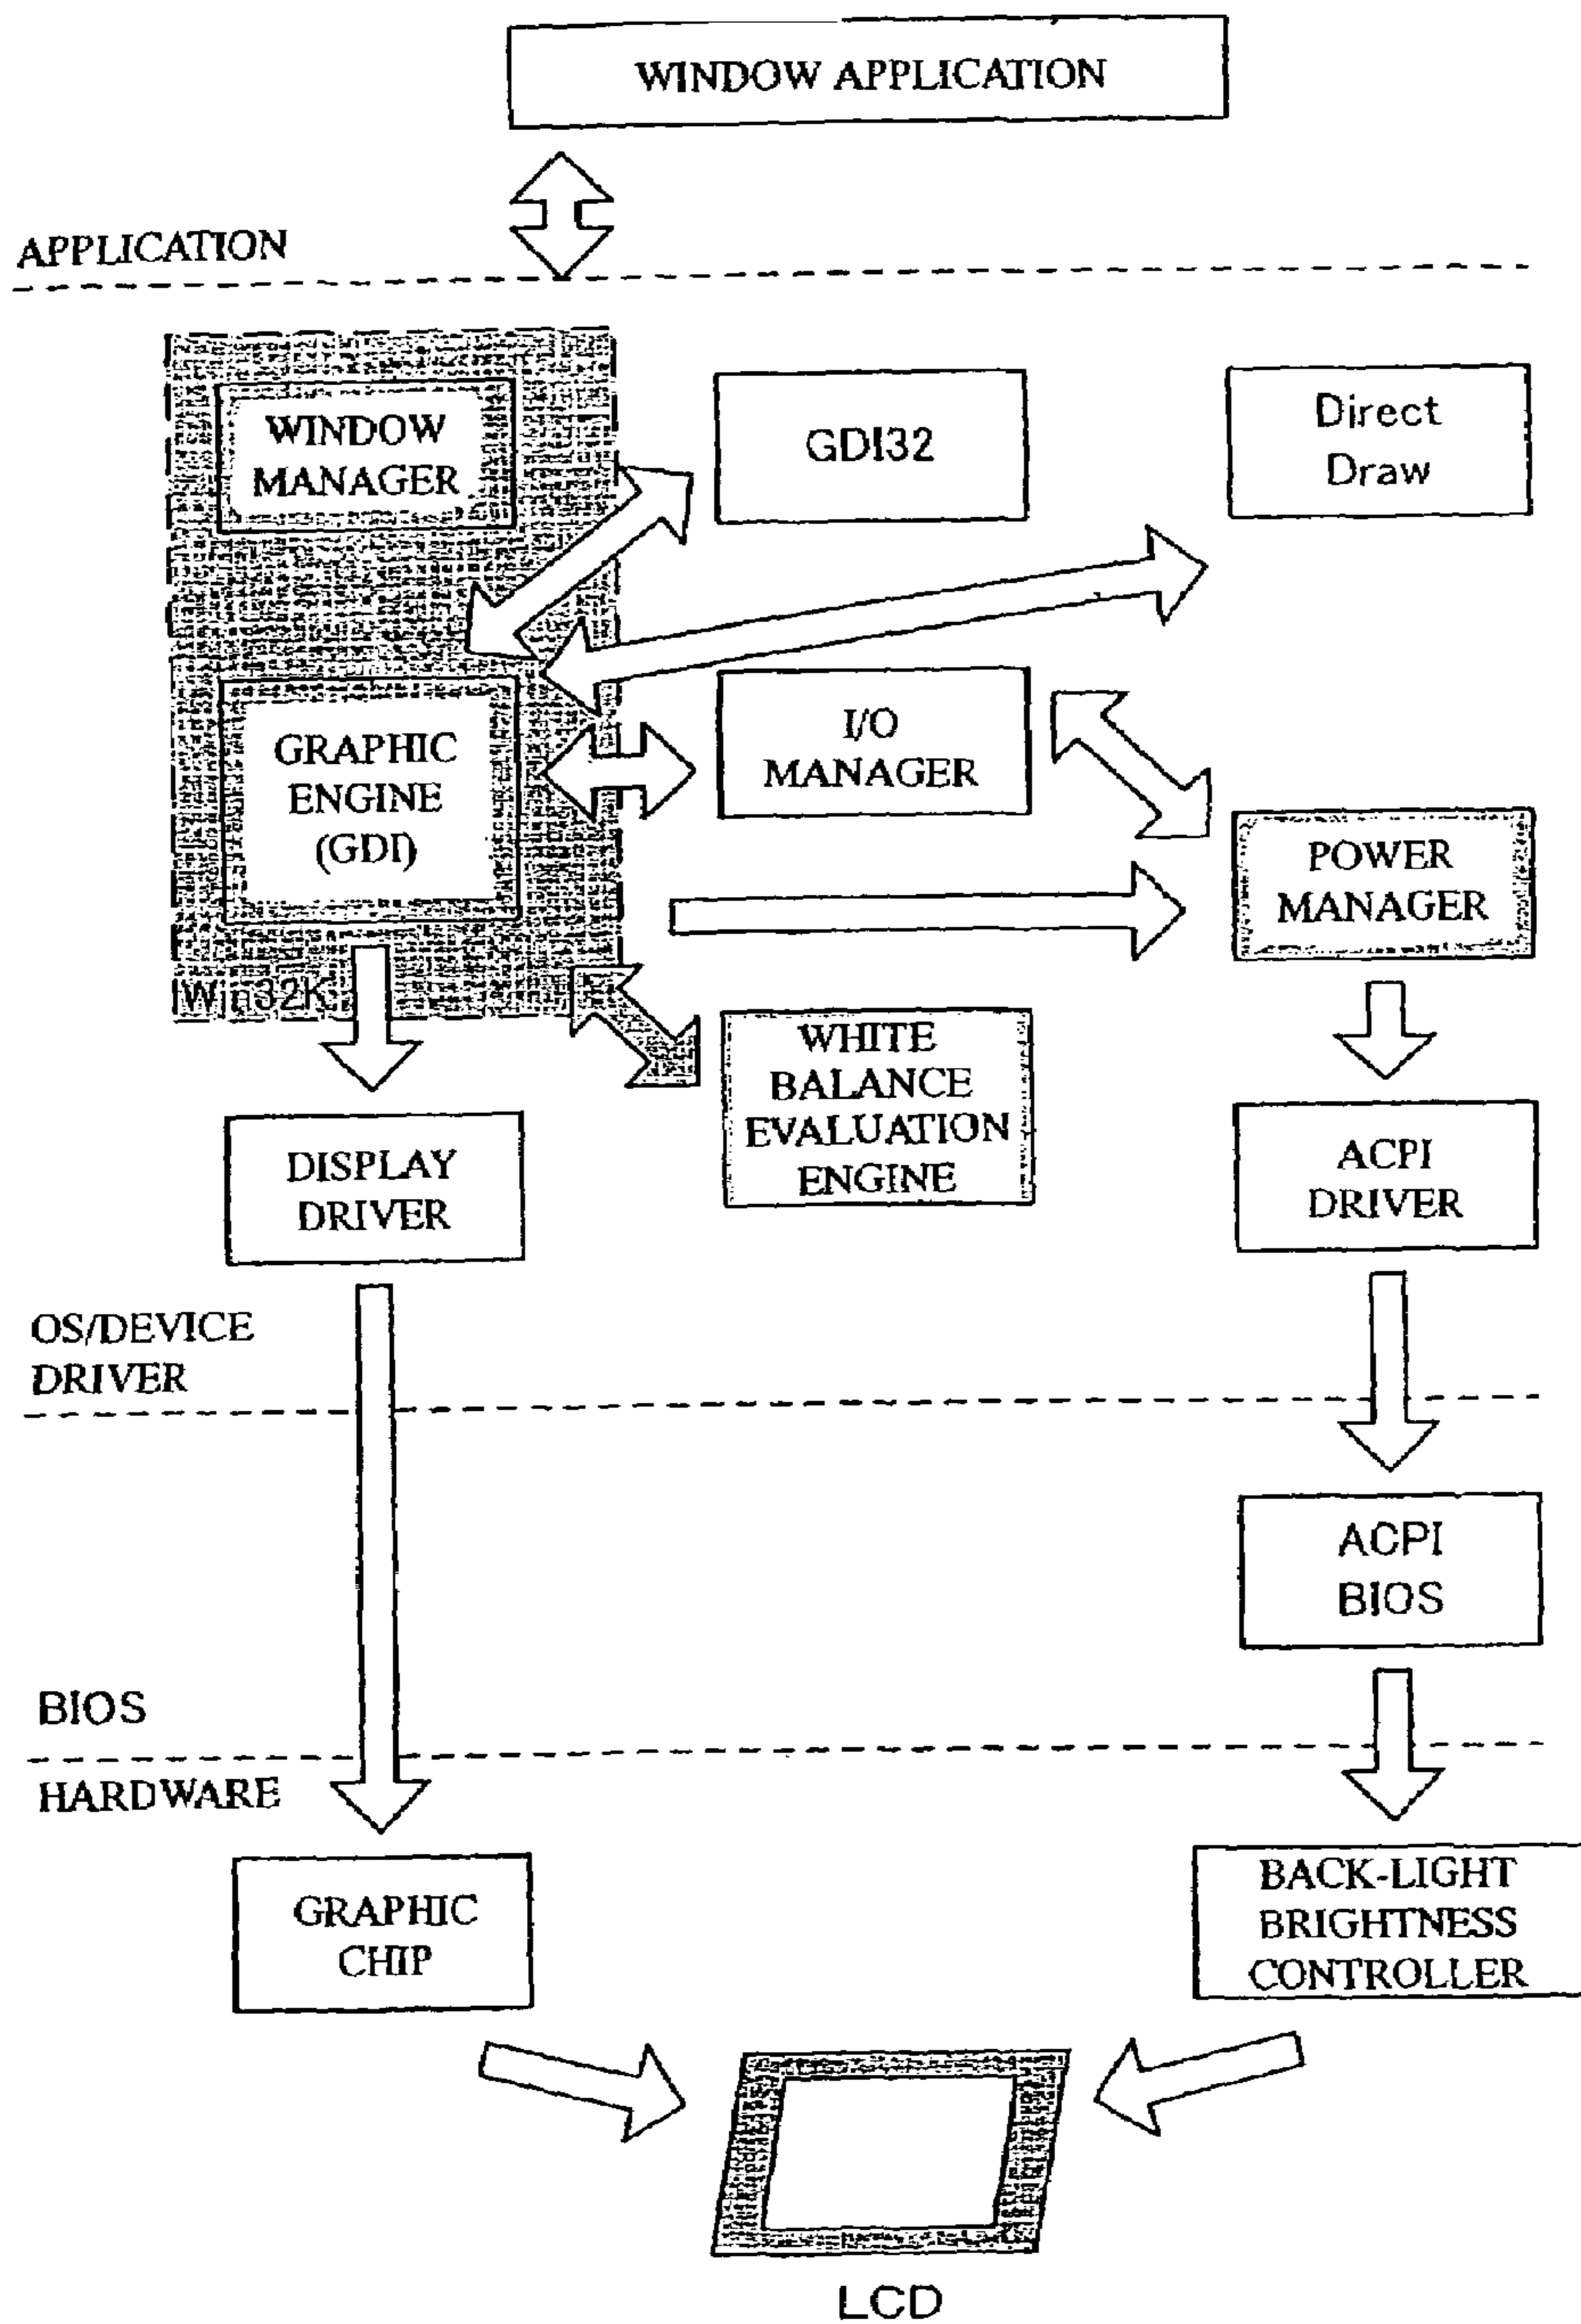 WINDOW APPLICATION
APPLICATION
WINDOW
MANAGER
GDI32
Direct
Draw
GRAPHIC
ENGINE
(GDI)
I/O
MANAGER
POWER
MANAGER
Win32K
WHITE
BALANCE
EVALUATION
ENGINE
DISPLAY
DRIVER
ACPI
DRIVER
OS/DEVICE
DRIVER
ACPI
BIOS
BIOS
HARDWARE
GRAPHIC
CHIP
BACK-LIGHT
BRIGHTNESS
CONTROLLER
LCD